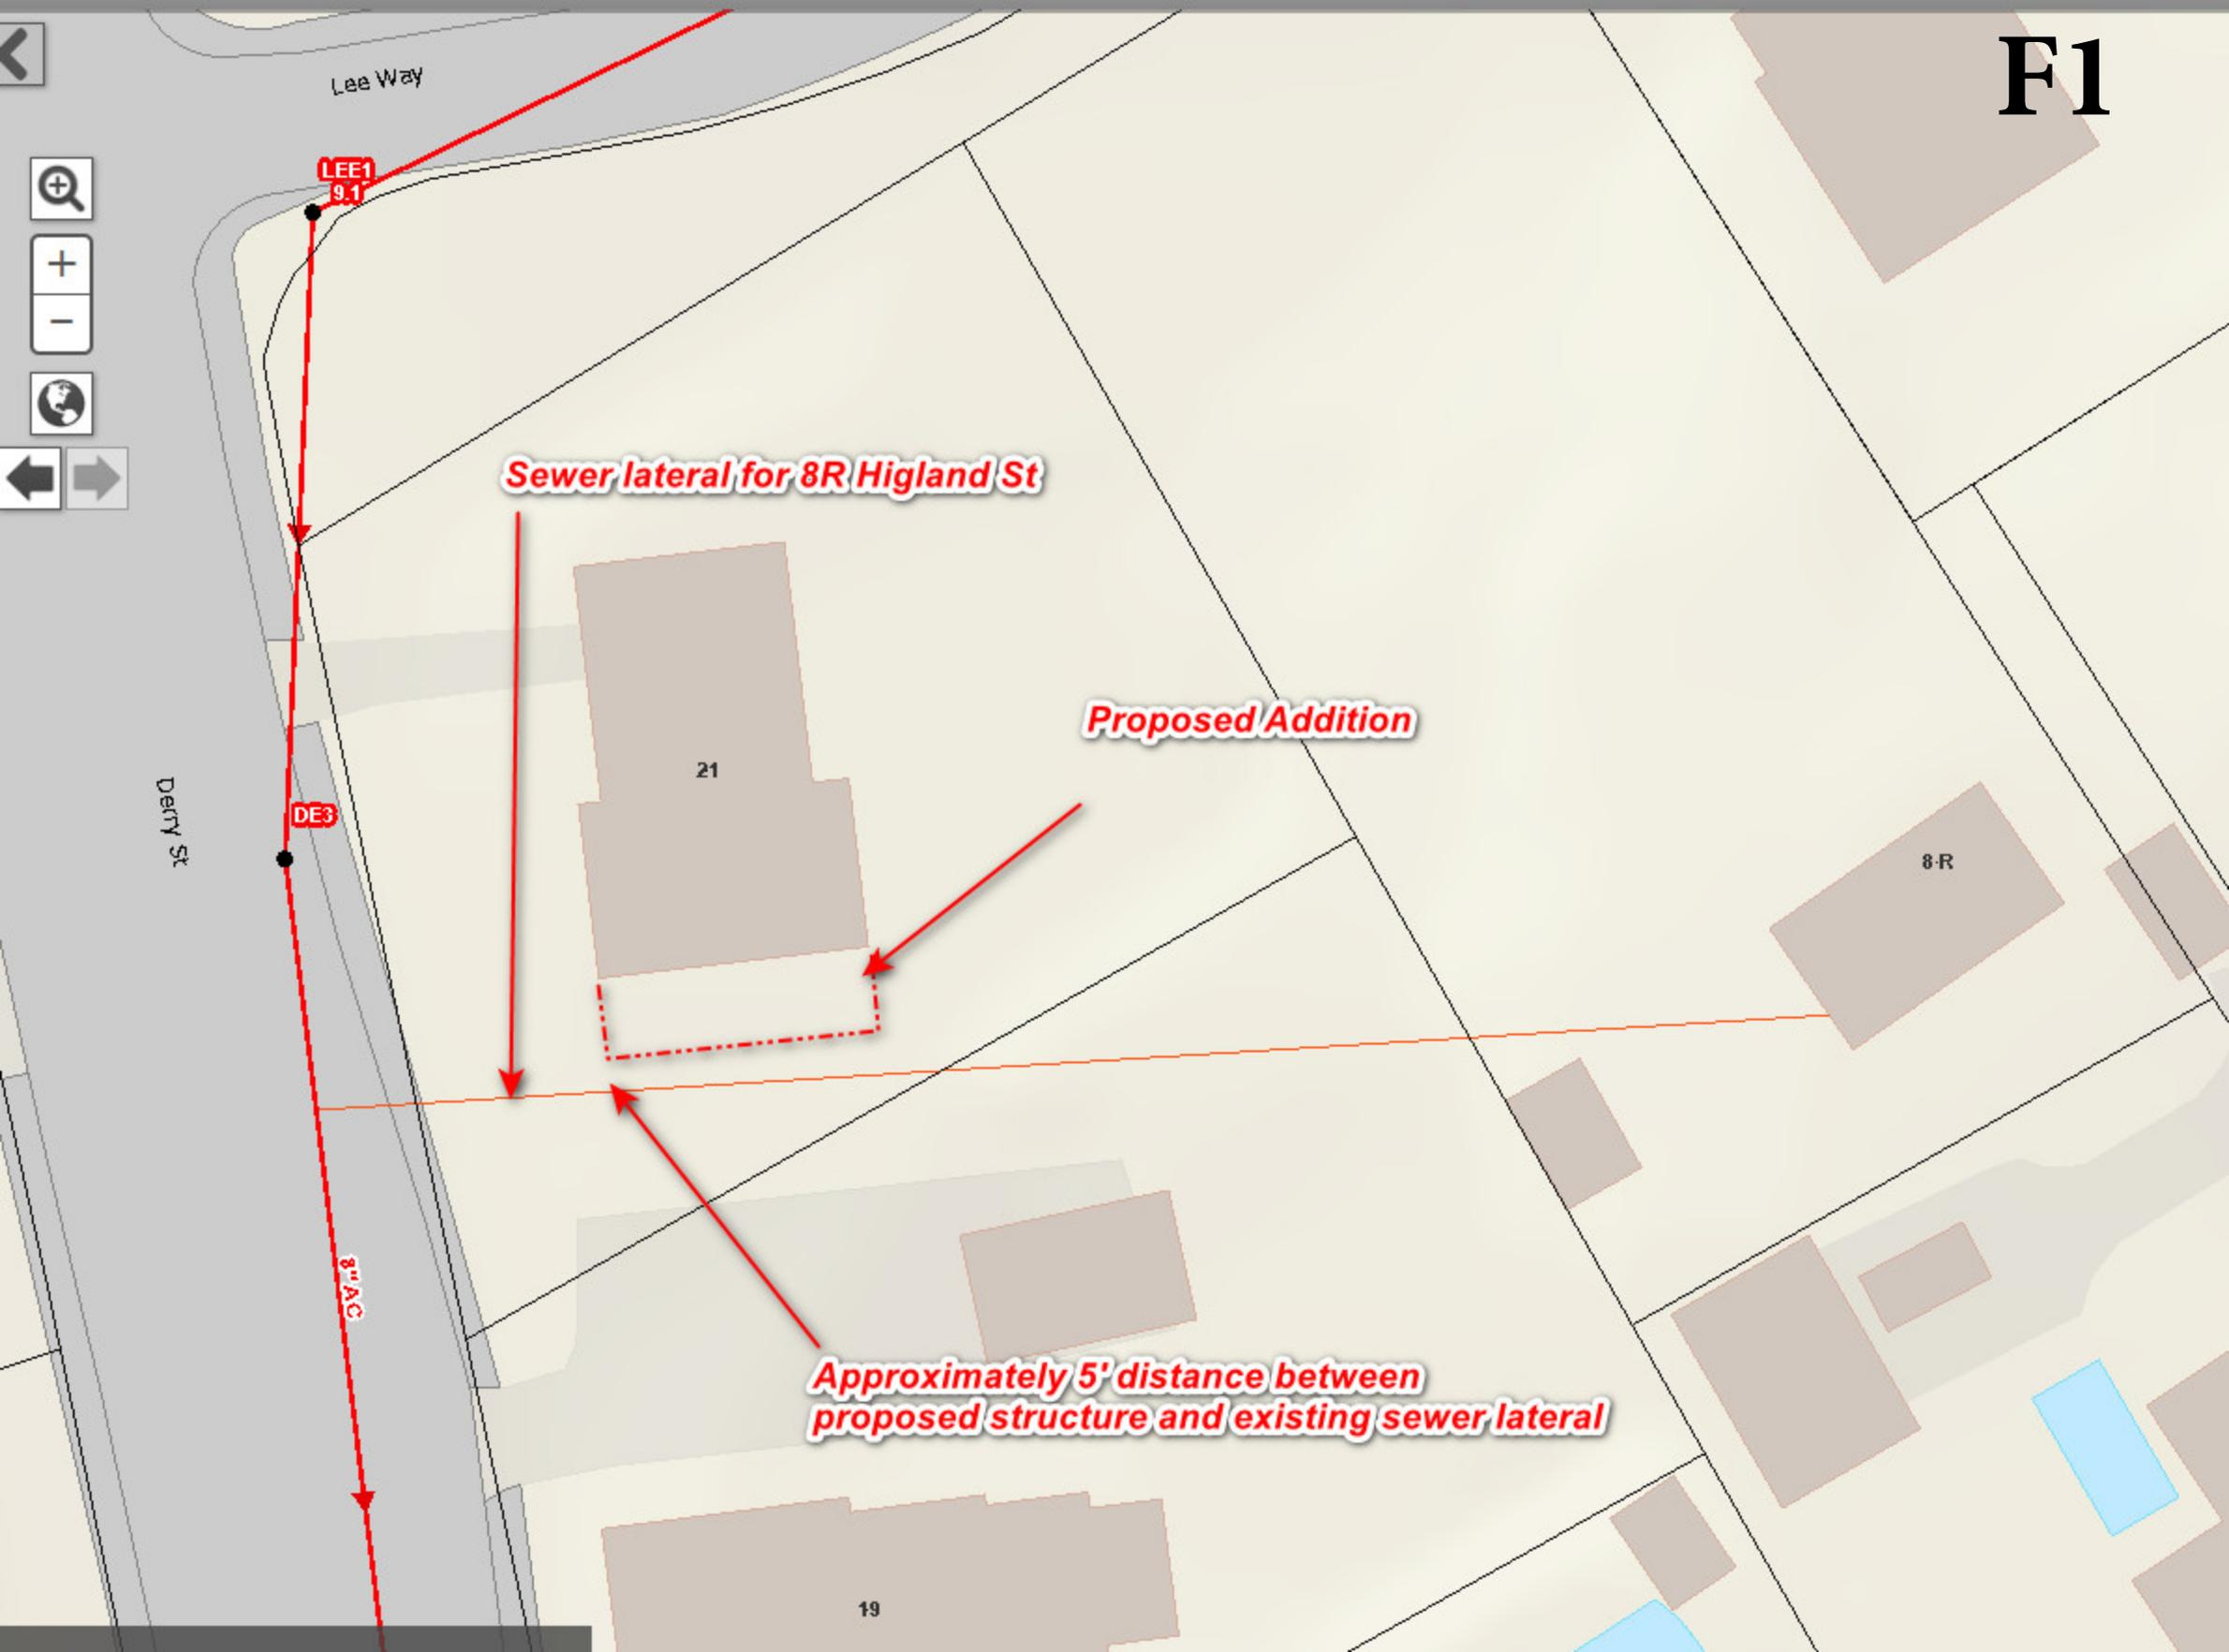 F1
Lee Way
LEE1
9.1
+
−
Sewer lateral for 8R Higland St
Proposed Addition
21
Derry St
DE3
8-R
8" AC
Approximately 5' distance between
proposed structure and existing sewer lateral
19